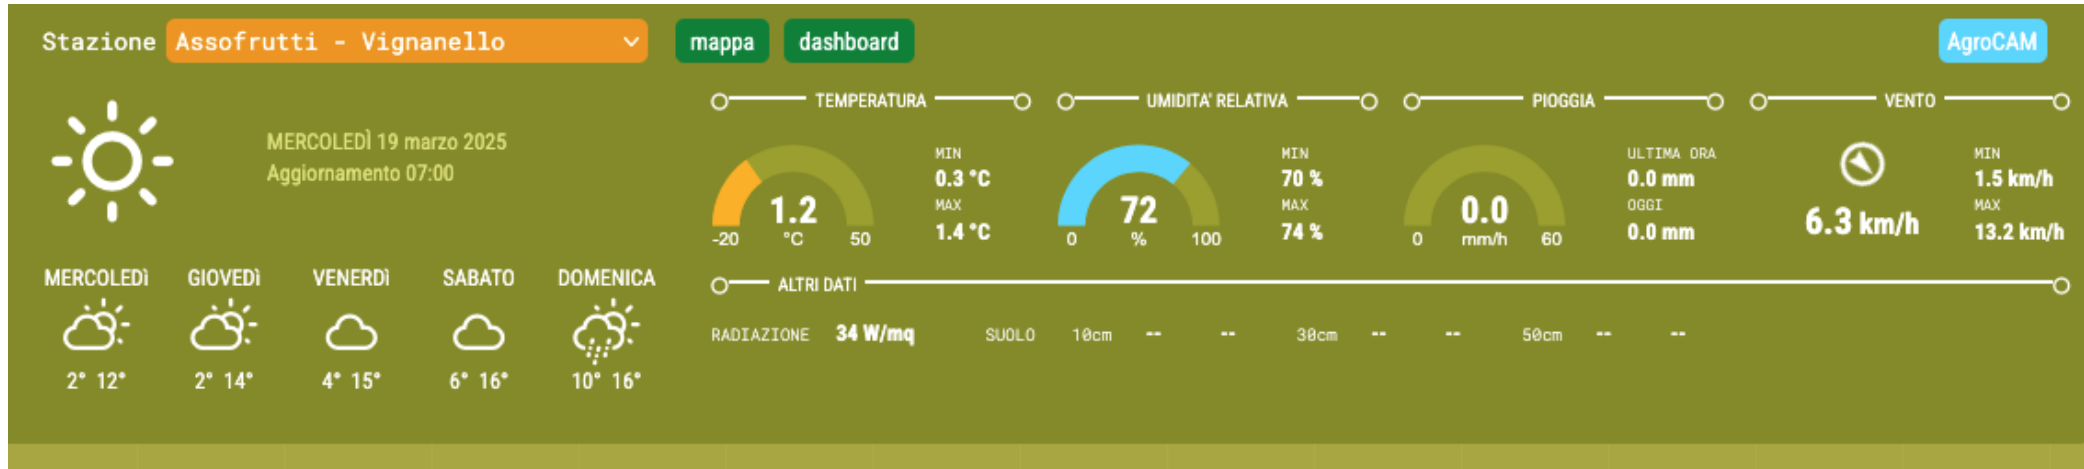 Stazione Assofrutti - Vignanello mappa dashboard AgroCAM
MERCOLEDÌ 19 marzo 2025
Aggiornamento 07:00
MERCOLEDÌ GIOVEDÌ VENERDÌ SABATO DOMENICA
2° 12° 2° 14° 4° 15° 6° 16° 10° 16°
TEMPERATURA
1.2
°C
-20 50
MIN
0.3 °C
MAX
1.4 °C
UMIDITA' RELATIVA
72
%
0 100
MIN
70 %
MAX
74 %
PIOGGIA
0.0
mm/h
0 60
ULTIMA ORA
0.0 mm
OGGI
0.0 mm
VENTO
6.3 km/h
MIN
1.5 km/h
MAX
13.2 km/h
ALTRI DATI
RADIAZIONE 34 W/mq SUOLO 10cm -- -- 30cm -- -- 50cm -- --